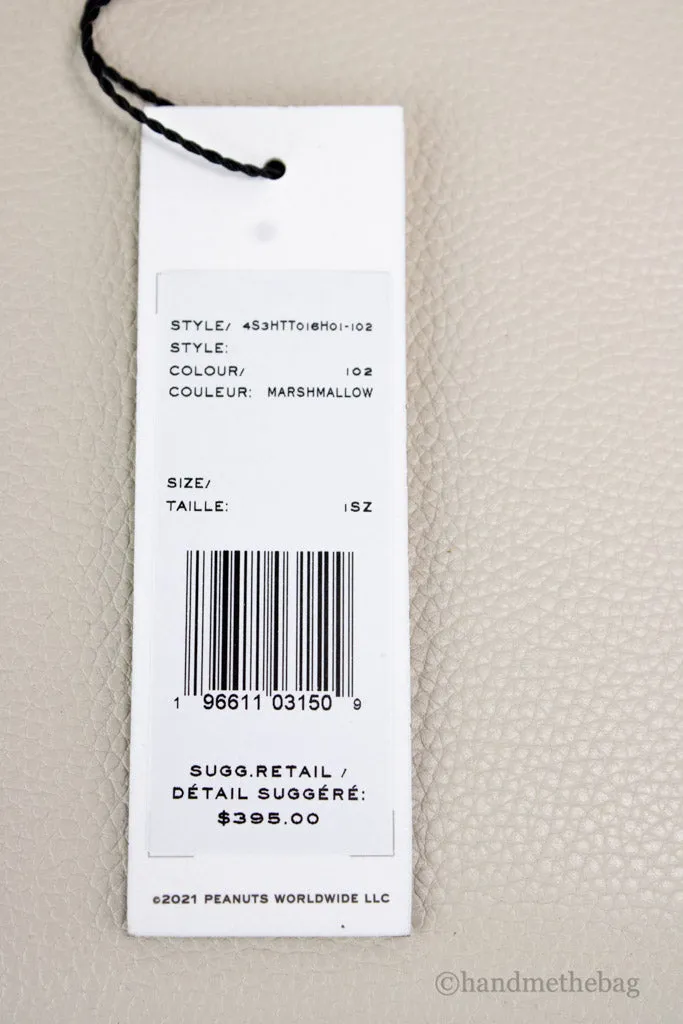 STYLE/ 4S3HTT016H01-102
STYLE:
COLOUR/ 102
COULEUR: MARSHMALLOW
SIZE/
TAILLE: 1SZ
1 96611 03150 9
SUGG.RETAIL /
DÉTAIL SUGGÉRÉ:
$395.00
©2021 PEANUTS WORLDWIDE LLC
©handmethebag